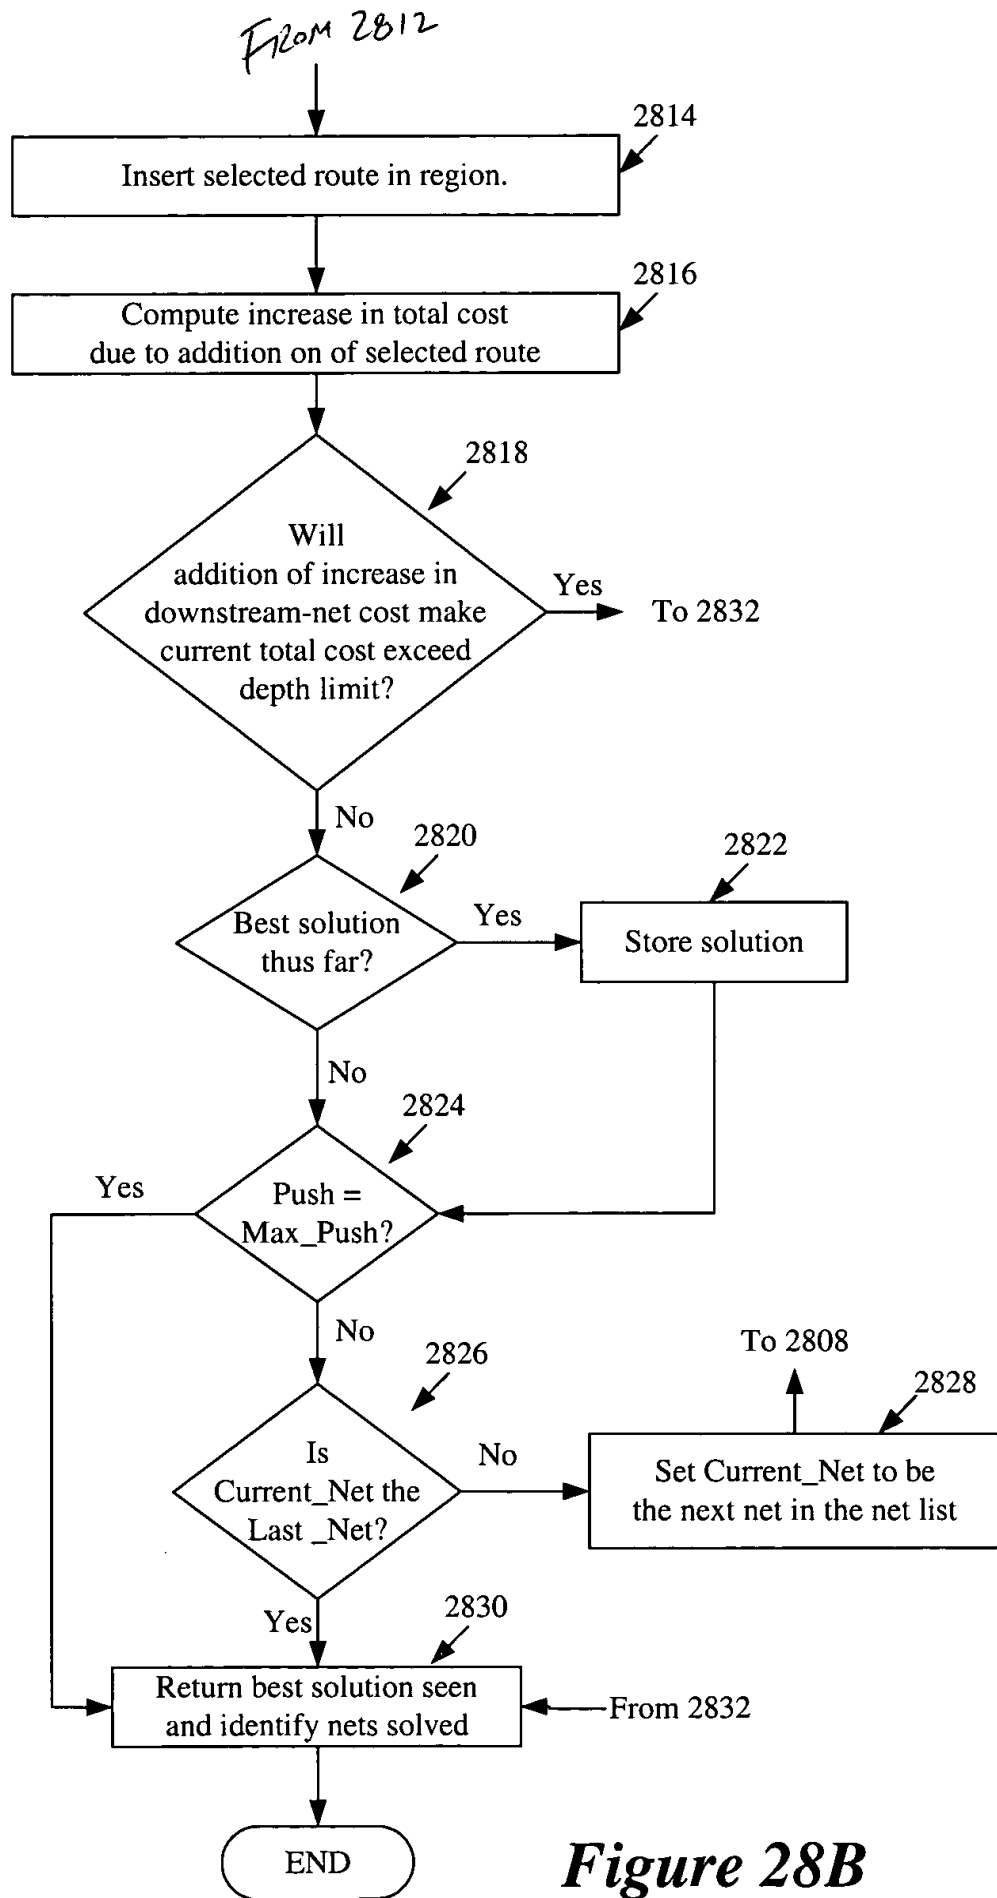 FROM 2812
2814
Insert selected route in region.
2816
Compute increase in total cost
due to addition on of selected route
2818
Will
addition of increase in
downstream-net cost make
current total cost exceed
depth limit?
Yes
To 2832
No
2820
Best solution
thus far?
Yes
2822
Store solution
No
2824
Push =
Max_Push?
Yes
No
2826
Is
Current_Net the
Last _Net?
No
To 2808
2828
Set Current_Net to be
the next net in the net list
Yes
2830
Return best solution seen
and identify nets solved
From 2832
END
Figure 28B